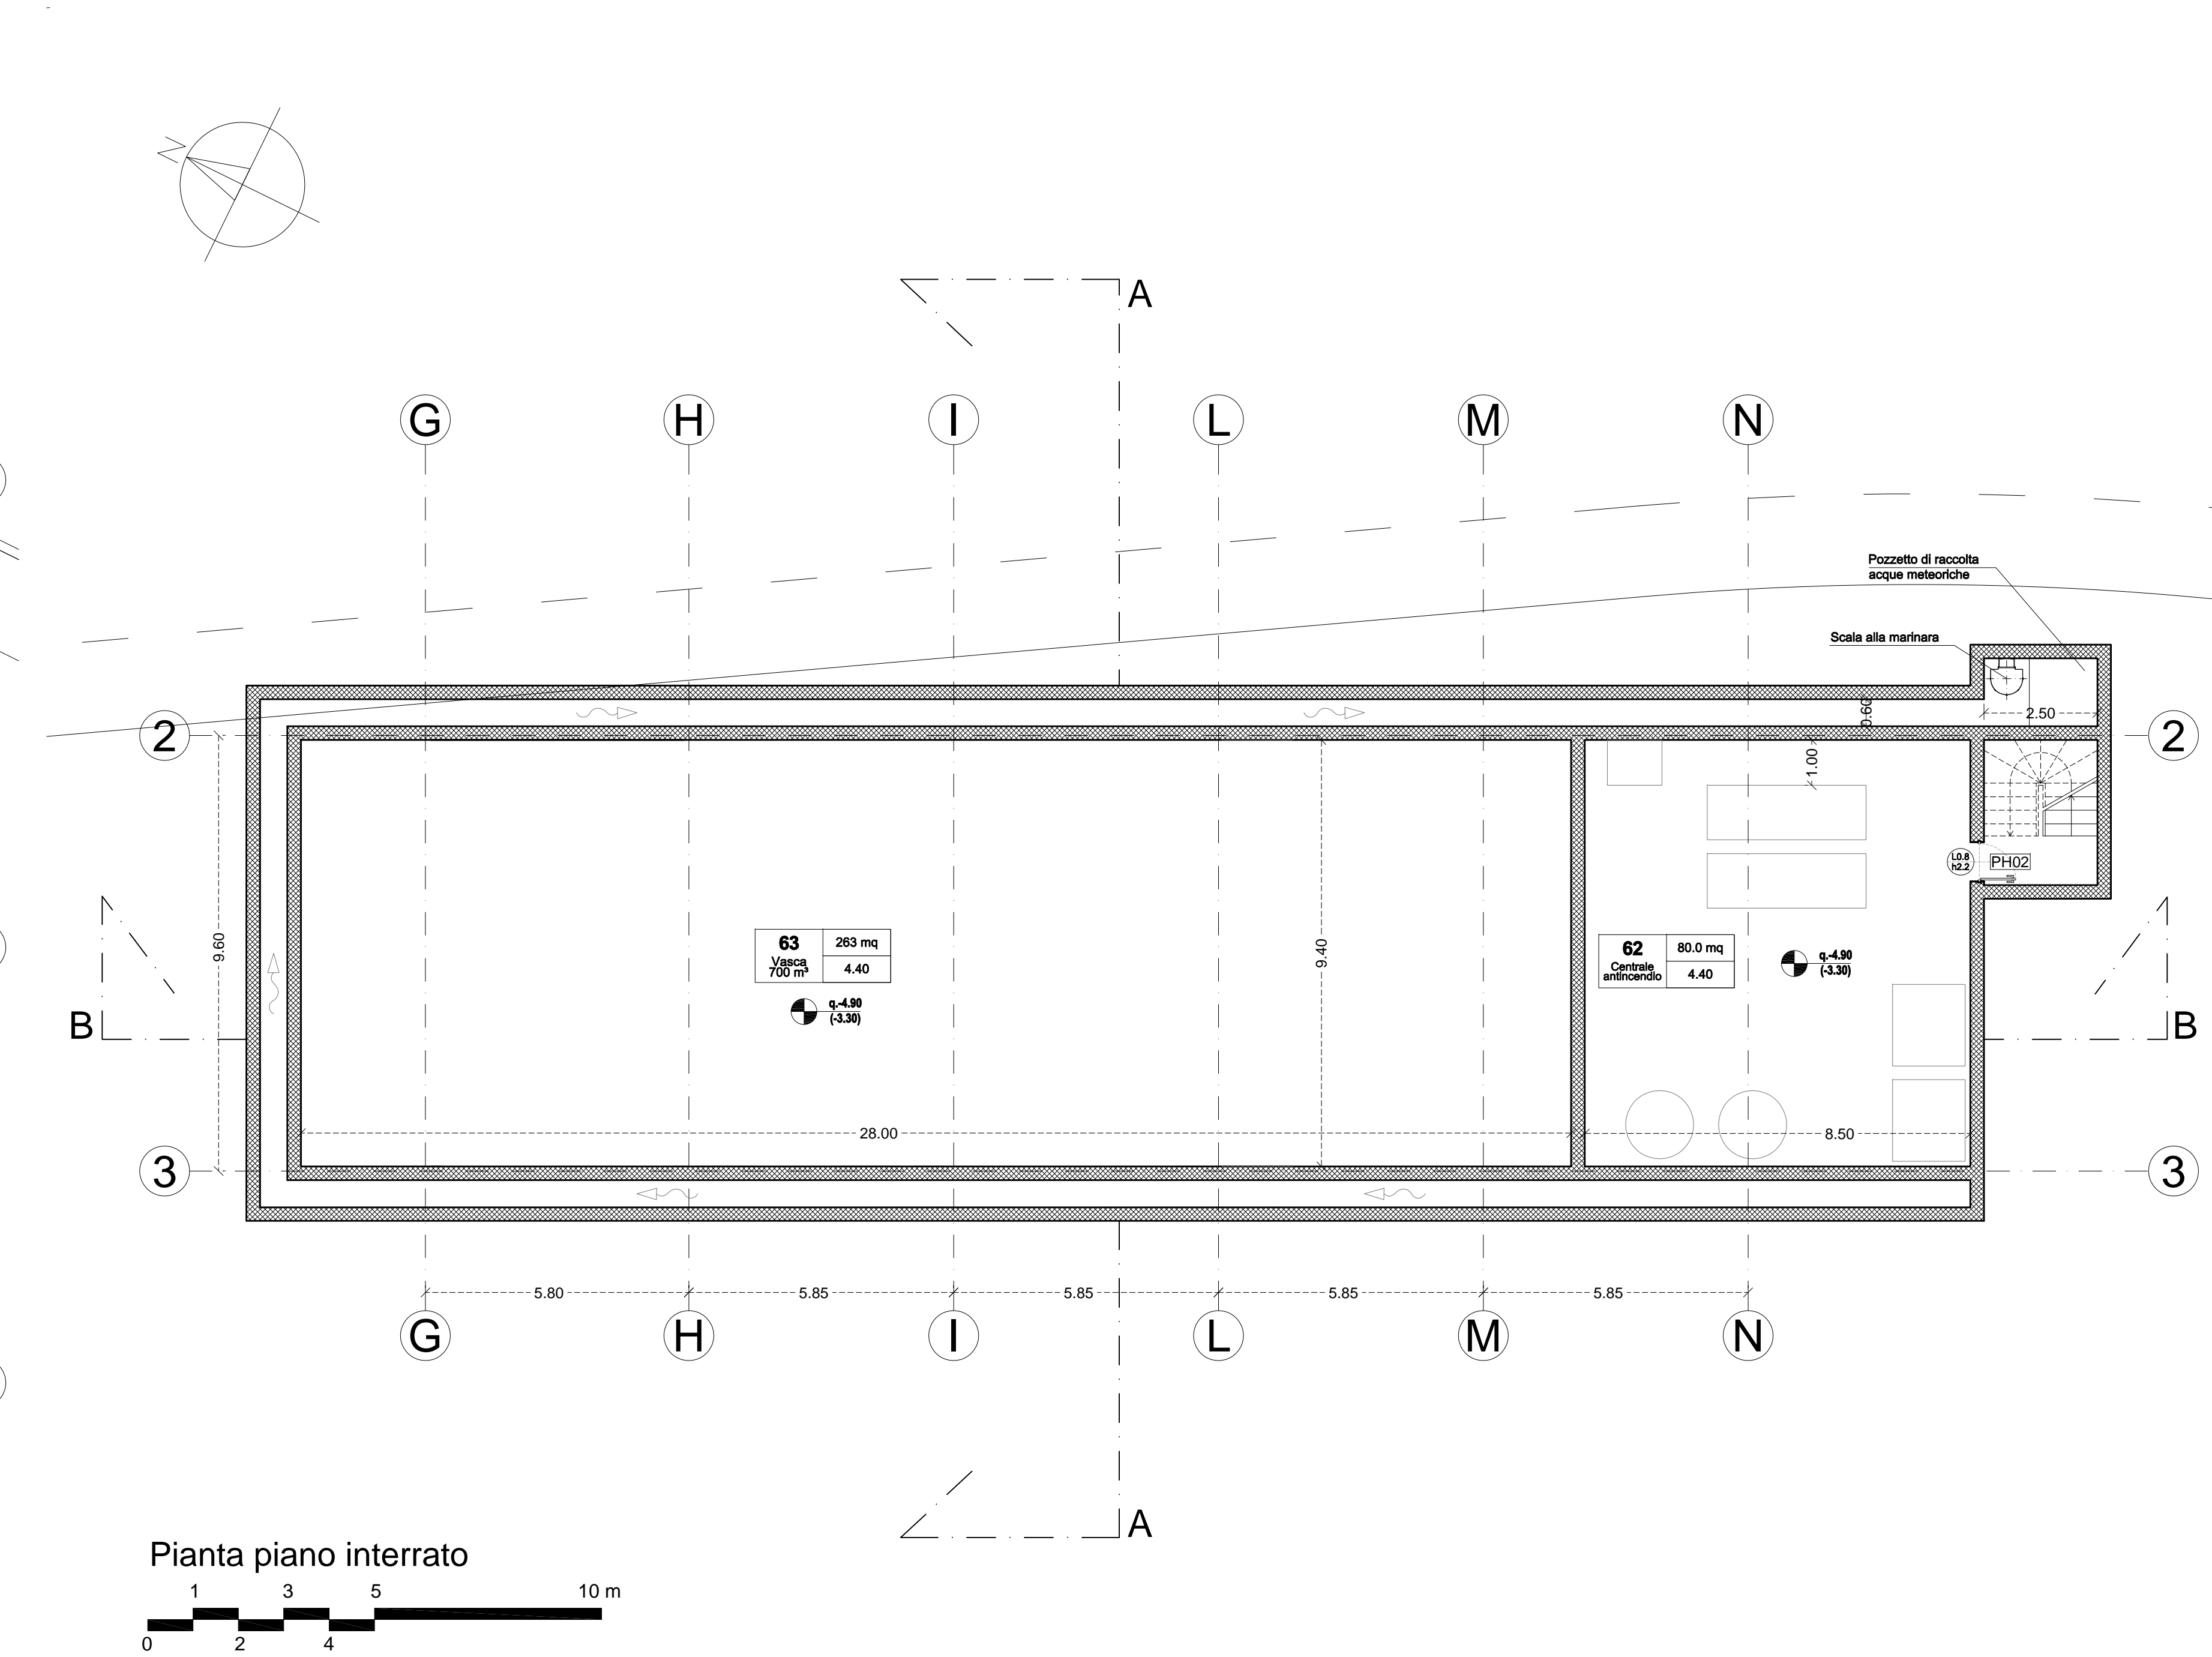 N
A
G
H
I
L
M
N
Pozzetto di raccolta
acque meteoriche
Scala alla marinara
0.60
2.50
2
2
1.00
L0.8
h2.2
PH02
9.60
9.40
63
263 mq
Vasca
700 m³
4.40
q.-4.90
(-3.30)
62
80.0 mq
Centrale
antincendio
4.40
q.-4.90
(-3.30)
B
B
28.00
8.50
3
3
5.80
5.85
5.85
5.85
5.85
G
H
I
L
M
N
A
Pianta piano interrato
1
3
5
10 m
0
2
4